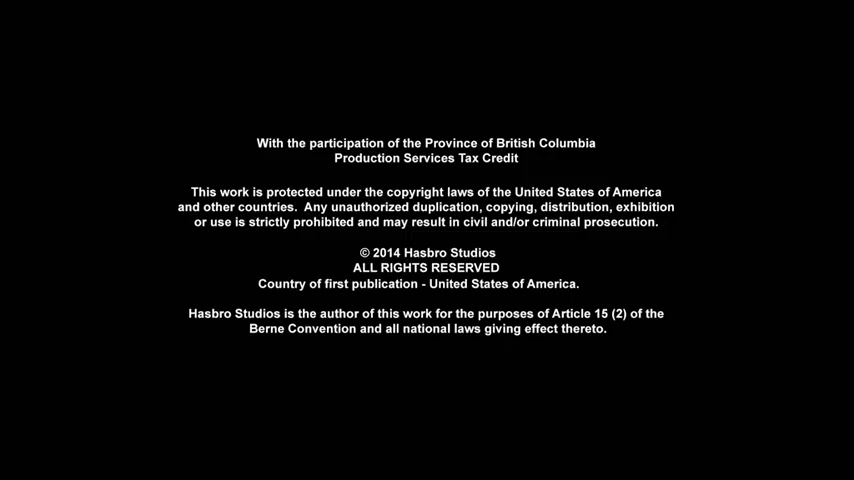 With the participation of the Province of British Columbia
Production Services Tax Credit
This work is protected under the copyright laws of the United States of America
and other countries.  Any unauthorized duplication, copying, distribution, exhibition
or use is strictly prohibited and may result in civil and/or criminal prosecution.
© 2014 Hasbro Studios
ALL RIGHTS RESERVED
Country of first publication - United States of America.
Hasbro Studios is the author of this work for the purposes of Article 15 (2) of the
Berne Convention and all national laws giving effect thereto.